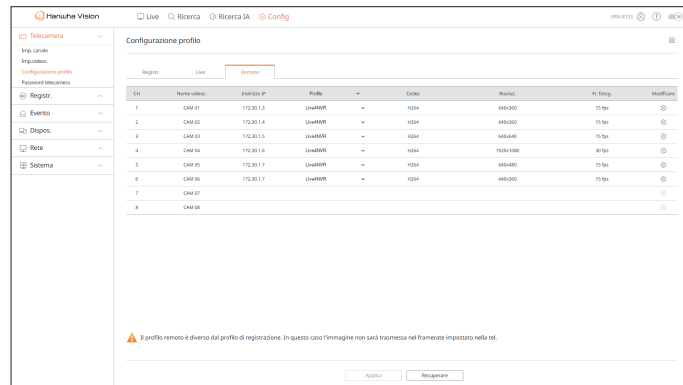 Hanwha Vision
Live Ricerca Ricerca IA Config
XRN-815S
Telecamera
Imp. canale
Imp.videoc.
Configurazione profilo
Password telecamera
Registr.
Evento
Dispos.
Rete
Sistema
Configurazione profilo
Registr. Live Remoto
CH Nome videoc. Indirizzo IP Profilo Codec Risoluz. Fr. fotog. Modificare
1 CAM 01 172.30.1.3 Live4NVR H264 640x360 15 fps
2 CAM 02 172.30.1.4 Live4NVR H264 640x360 15 fps
3 CAM 03 172.30.1.5 Live4NVR H264 640x640 15 fps
4 CAM 04 172.30.1.6 Live4NVR H264 1920x1080 30 fps
5 CAM 05 172.30.1.7 Live4NVR H264 640x480 15 fps
6 CAM 06 172.30.1.7 Live4NVR H264 640x360 15 fps
7 CAM 07
8 CAM 08
Il profilo remoto è diverso dal profilo di registrazione. In questo caso l'immagine non sarà trasmessa nel framerate impostato nella tel.
Applica Recuperare